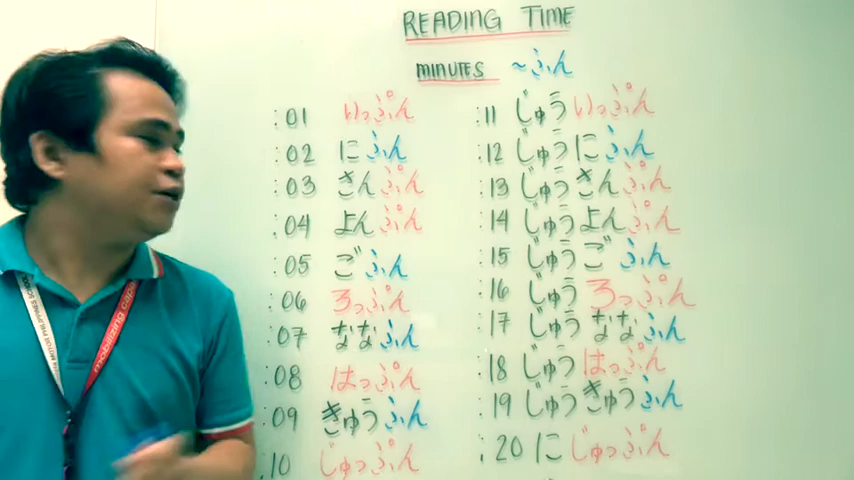 READING TIME
MINUTES ~ふん
:01 いっぷん
:02 にふん
:03 さんぷん
:04 よんぷん
:05 ごふん
:06 ろっぷん
:07 ななふん
:08 はっぷん
:09 きゅうふん
:10 じゅっぷん
:11 じゅういっぷん
:12 じゅうにふん
:13 じゅうさんぷん
:14 じゅうよんぷん
:15 じゅうごふん
:16 じゅうろっぷん
:17 じゅうななふん
:18 じゅうはっぷん
:19 じゅうきゅうふん
:20 にじゅっぷん
MOTOR PHILIPPINES
mobilizing